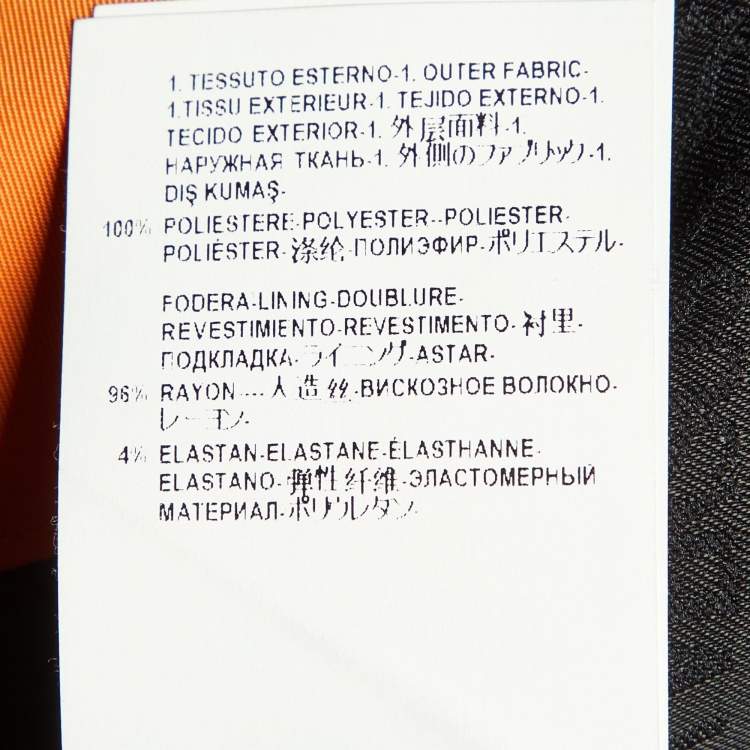 1. TESSUTO ESTERNO-1. OUTER FABRIC-
1.TISSU EXTERIEUR-1. TEJIDO EXTERNO-1.
TECIDO EXTERIOR-1. 外层面料-1.
НАРУЖНАЯ ТКАНЬ-1. 外側のファブリック-1.
DIŞ KUMAŞ-
100% POLIESTERE-POLYESTER--POLIESTER-
POLIÉSTER-涤纶-ПОЛИЭФИР-ポリエステル-
FODERA-LINING-DOUBLURE-
REVESTIMIENTO-REVESTIMENTO-衬里-
ПОДКЛАДКА-ライニング-ASTAR-
96% RAYON----人造丝-ВИСКОЗНОЕ ВОЛОКНО-
レーヨン-
4% ELASTAN-ELASTANE-ÉLASTHANNE-
ELASTANO-弹性纤维-ЭЛАСТОМЕРНЫЙ
МАТЕРИАЛ-ポリウレタン-